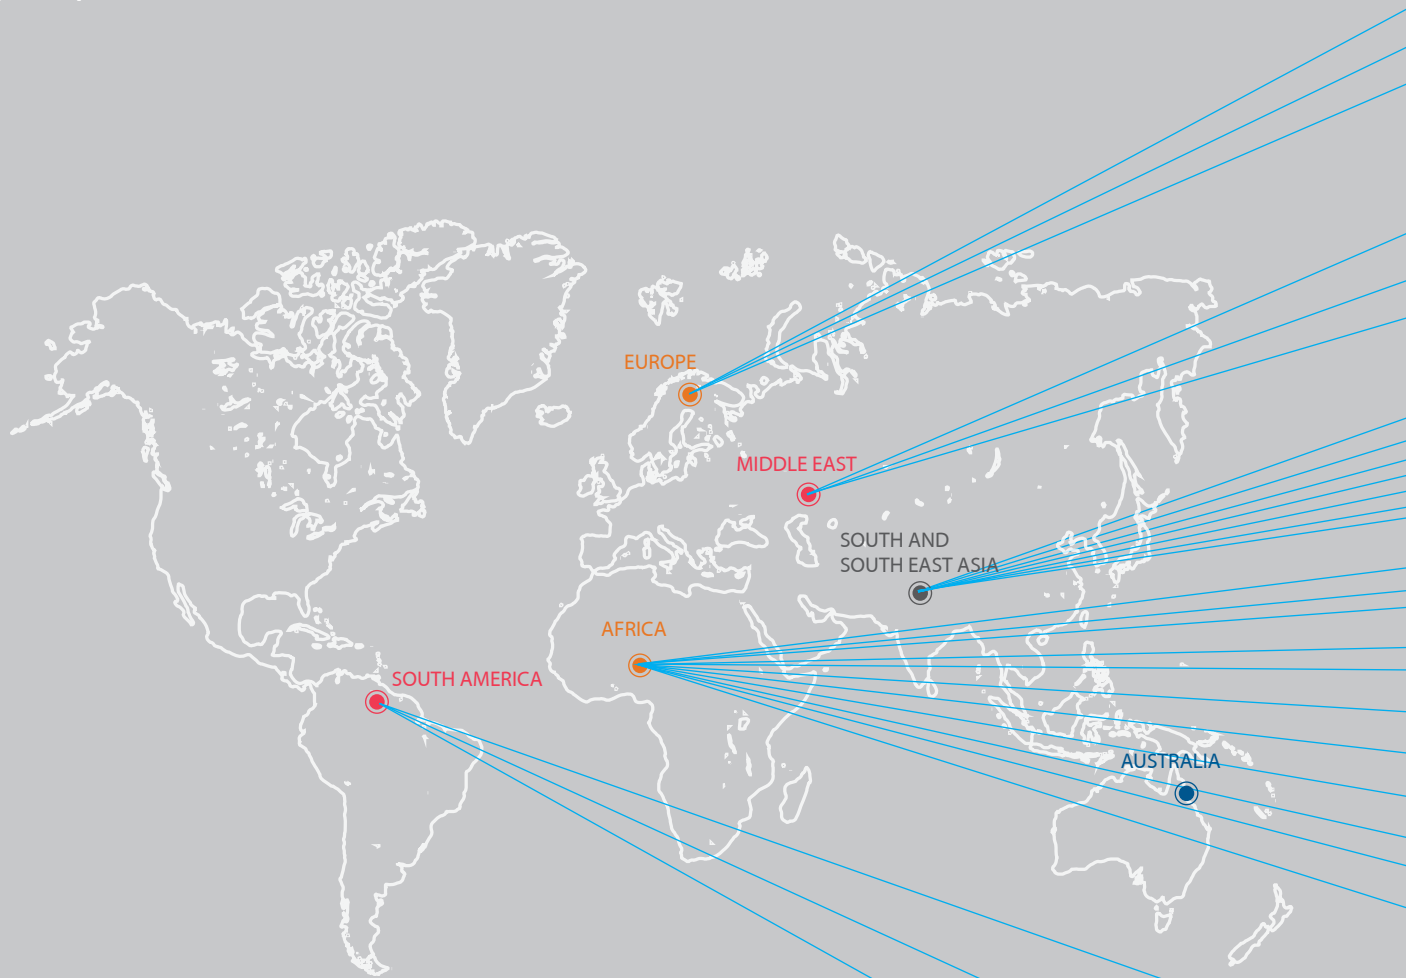 EUROPE
MIDDLE EAST
SOUTH AND
SOUTH EAST ASIA
AFRICA
SOUTH AMERICA
AUSTRALIA